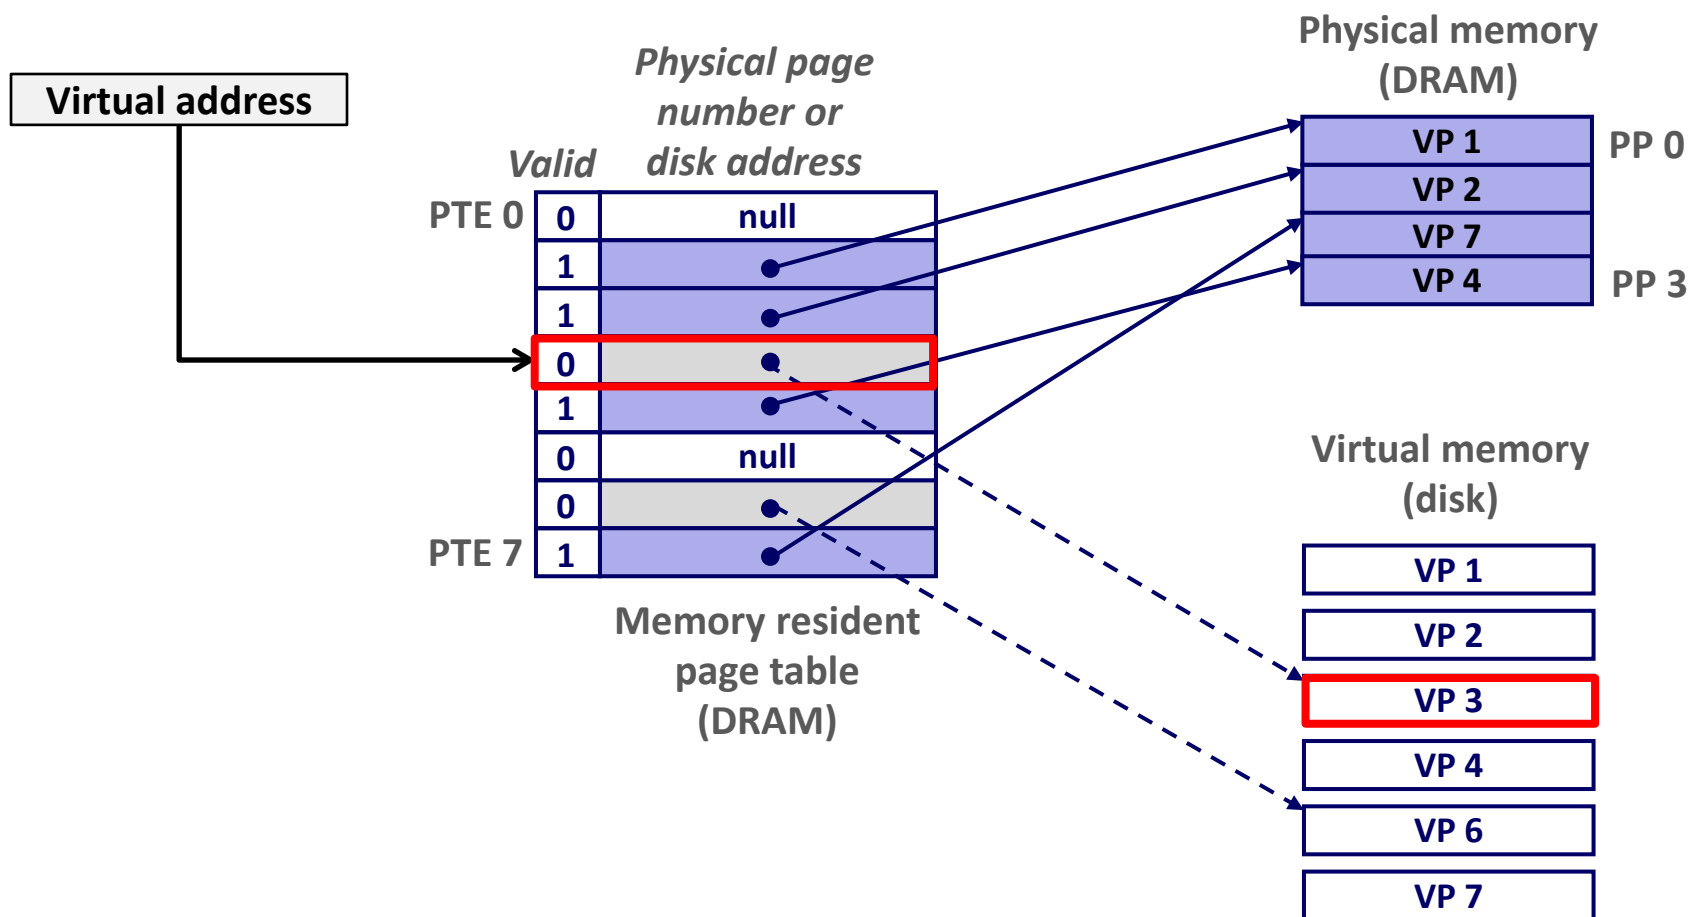 Virtual address
Physical page
number or
disk address
Valid
PTE 0
0
null
1
1
0
1
0
null
0
PTE 7
1
Memory resident
page table
(DRAM)
Physical memory
(DRAM)
VP 1
PP 0
VP 2
VP 7
VP 4
PP 3
Virtual memory
(disk)
VP 1
VP 2
VP 3
VP 4
VP 6
VP 7